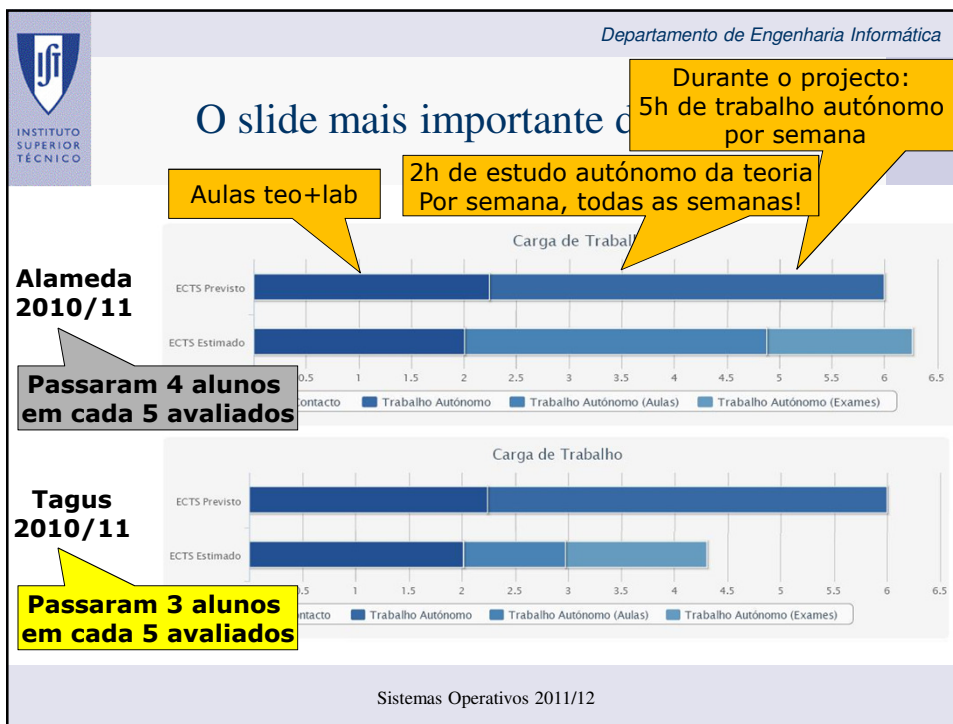 Departamento de Engenharia Informática
INSTITUTO
SUPERIOR
TÉCNICO
O slide mais importante d
Durante o projecto:
5h de trabalho autónomo
por semana
Aulas teo+lab
2h de estudo autónomo da teoria
Por semana, todas as semanas!
Alameda
2010/11
Carga de Trabal
ECTS Previsto
ECTS Estimado
0.5 1 1.5 2 2.5 3 3.5 4 4.5 5 5.5 6 6.5
Contacto Trabalho Autónomo Trabalho Autónomo (Aulas) Trabalho Autónomo (Exames)
Passaram 4 alunos
em cada 5 avaliados
Tagus
2010/11
Carga de Trabalho
ECTS Previsto
ECTS Estimado
0.5 1 1.5 2 2.5 3 3.5 4 4.5 5 5.5 6 6.5
ntacto Trabalho Autónomo Trabalho Autónomo (Aulas) Trabalho Autónomo (Exames)
Passaram 3 alunos
em cada 5 avaliados
Sistemas Operativos 2011/12